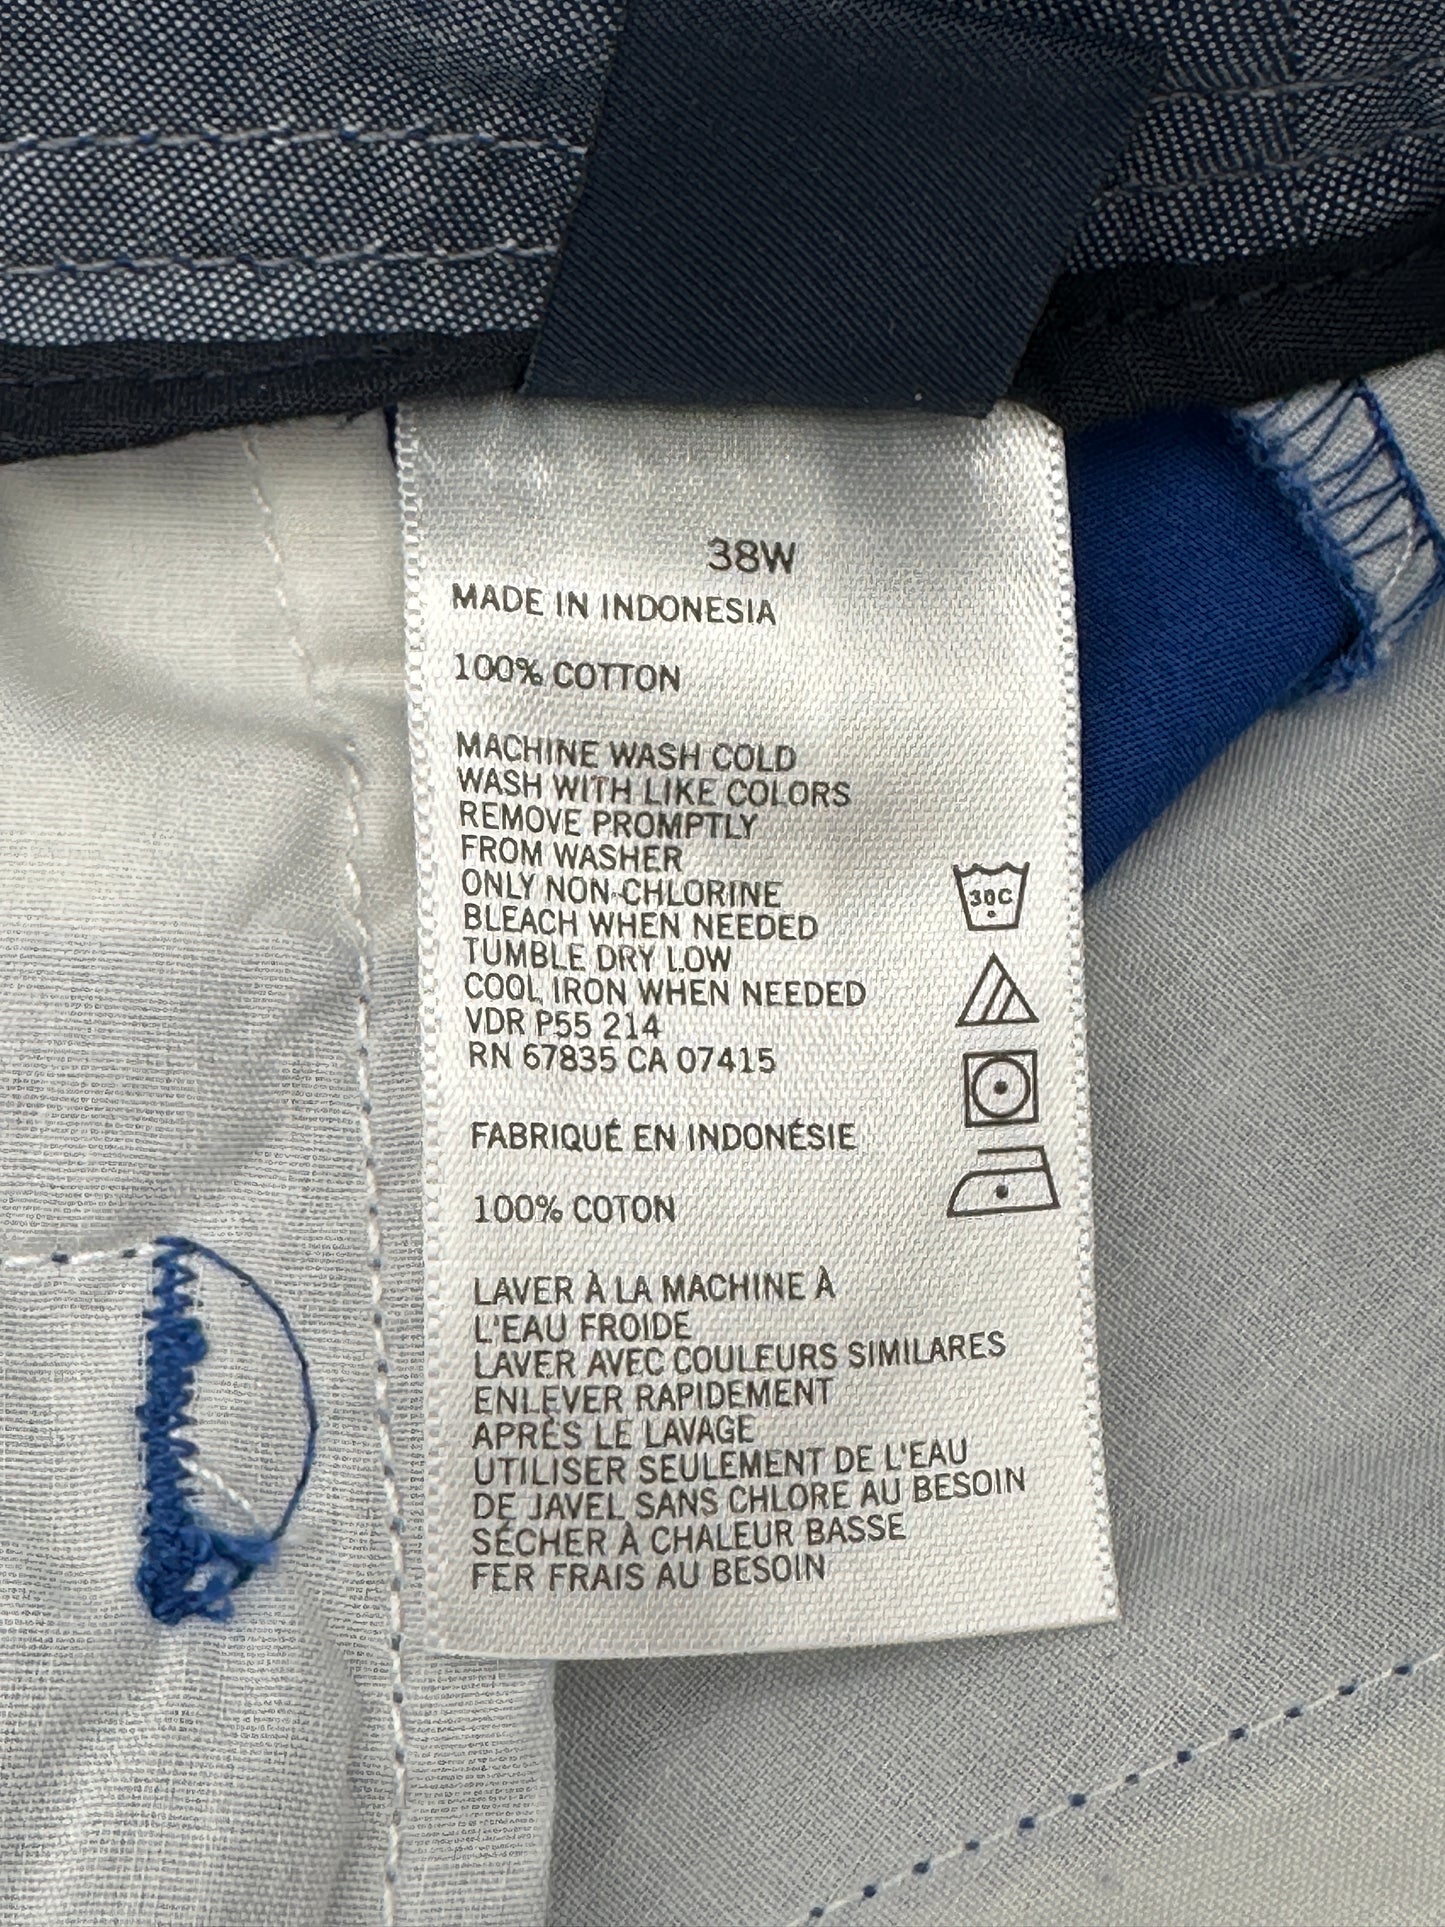 38W
MADE IN INDONESIA
100% COTTON
MACHINE WASH COLD
WASH WITH LIKE COLORS
REMOVE PROMPTLY
FROM WASHER
ONLY NON-CHLORINE
BLEACH WHEN NEEDED
TUMBLE DRY LOW
COOL IRON WHEN NEEDED
VDR P55 214
RN 67835 CA 07415
30C
FABRIQUÉ EN INDONÉSIE
100% COTON
LAVER À LA MACHINE À
L'EAU FROIDE
LAVER AVEC COULEURS SIMILARES
ENLEVER RAPIDEMENT
APRÈS LE LAVAGE
UTILISER SEULEMENT DE L'EAU
DE JAVEL SANS CHLORE AU BESOIN
SÉCHER À CHALEUR BASSE
FER FRAIS AU BESOIN